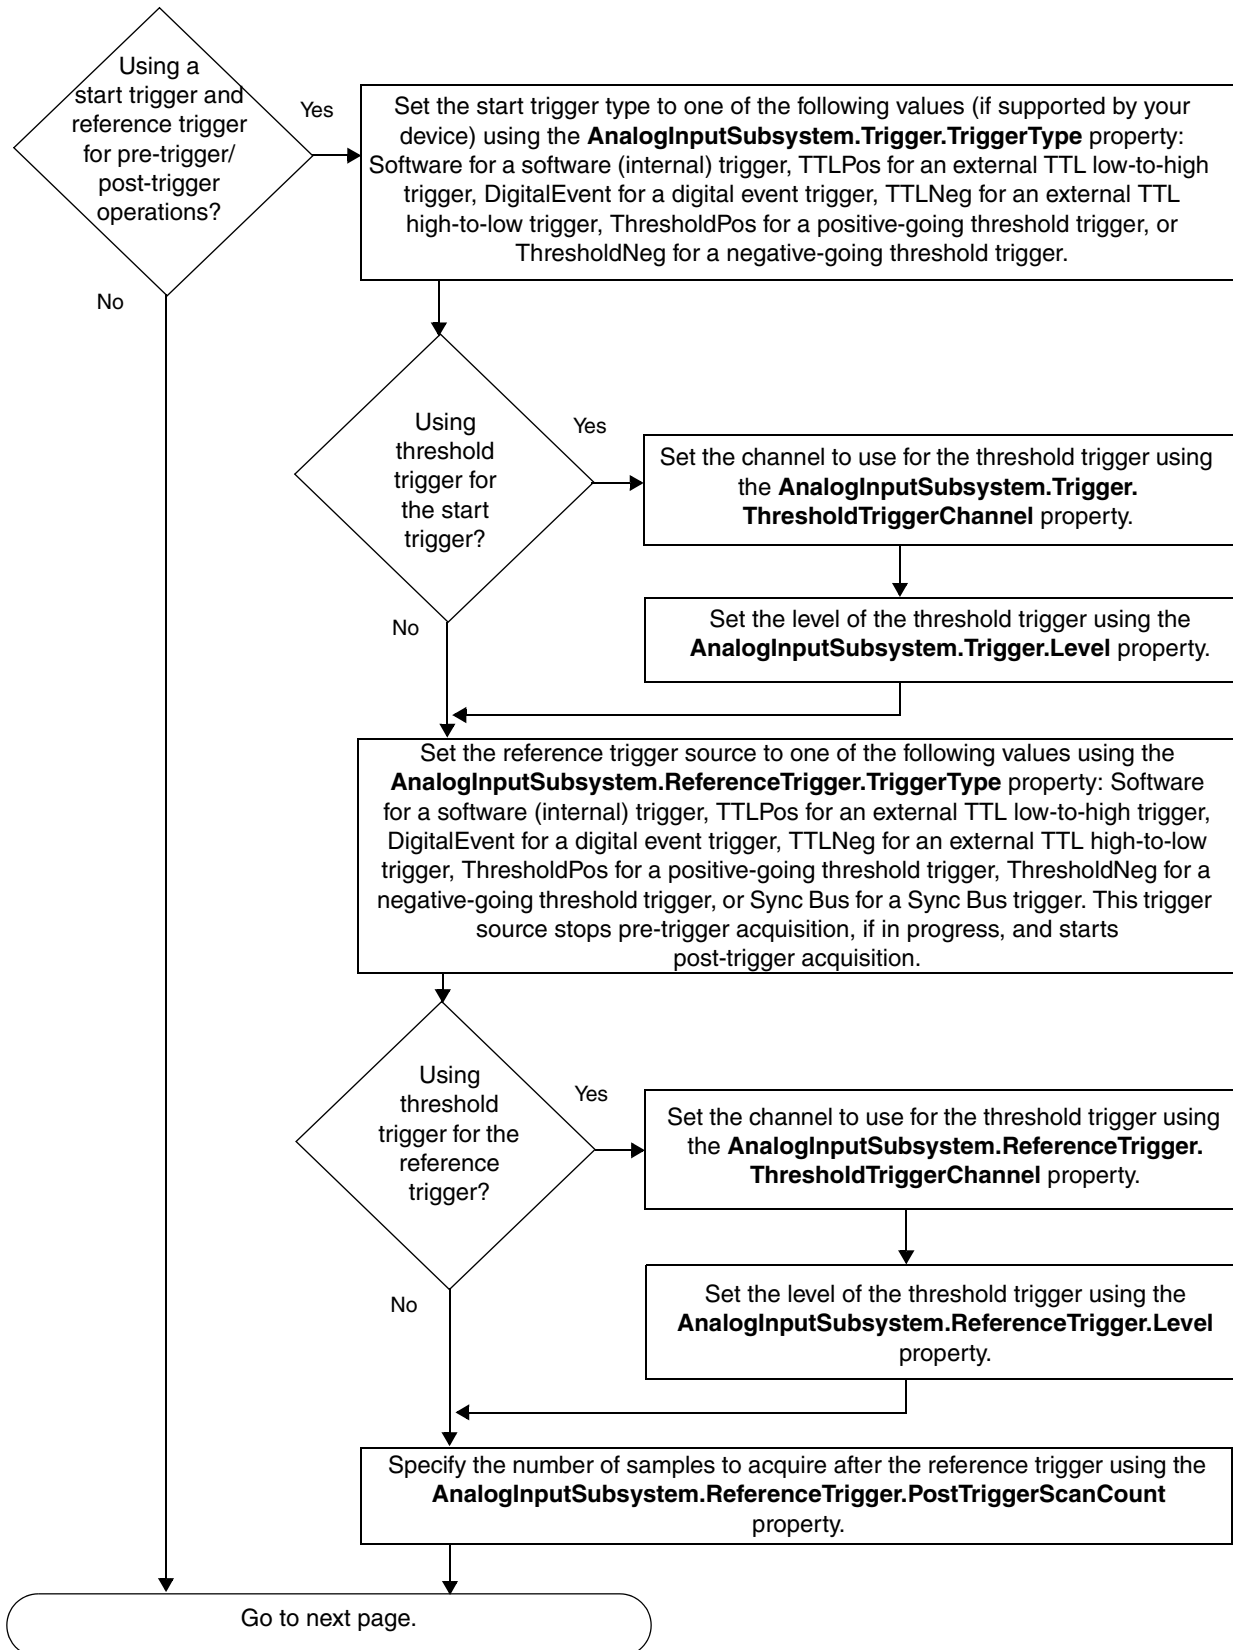 Using a
start trigger and
reference trigger
for pre-trigger/
post-trigger
operations?
Yes
No
Set the start trigger type to one of the following values (if supported by your
device) using the AnalogInputSubsystem.Trigger.TriggerType property:
Software for a software (internal) trigger, TTLPos for an external TTL low-to-high
trigger, DigitalEvent for a digital event trigger, TTLNeg for an external TTL
high-to-low trigger, ThresholdPos for a positive-going threshold trigger, or
ThresholdNeg for a negative-going threshold trigger.
Using
threshold
trigger for
the start
trigger?
Yes
No
Set the channel to use for the threshold trigger using
the AnalogInputSubsystem.Trigger.
ThresholdTriggerChannel property.
Set the level of the threshold trigger using the
AnalogInputSubsystem.Trigger.Level property.
Set the reference trigger source to one of the following values using the
AnalogInputSubsystem.ReferenceTrigger.TriggerType property: Software
for a software (internal) trigger, TTLPos for an external TTL low-to-high trigger,
DigitalEvent for a digital event trigger, TTLNeg for an external TTL high-to-low
trigger, ThresholdPos for a positive-going threshold trigger, ThresholdNeg for a
negative-going threshold trigger, or Sync Bus for a Sync Bus trigger. This trigger
source stops pre-trigger acquisition, if in progress, and starts
post-trigger acquisition.
Using
threshold
trigger for the
reference
trigger?
Yes
No
Set the channel to use for the threshold trigger using
the AnalogInputSubsystem.ReferenceTrigger.
ThresholdTriggerChannel property.
Set the level of the threshold trigger using the
AnalogInputSubsystem.ReferenceTrigger.Level
property.
Specify the number of samples to acquire after the reference trigger using the
AnalogInputSubsystem.ReferenceTrigger.PostTriggerScanCount
property.
Go to next page.